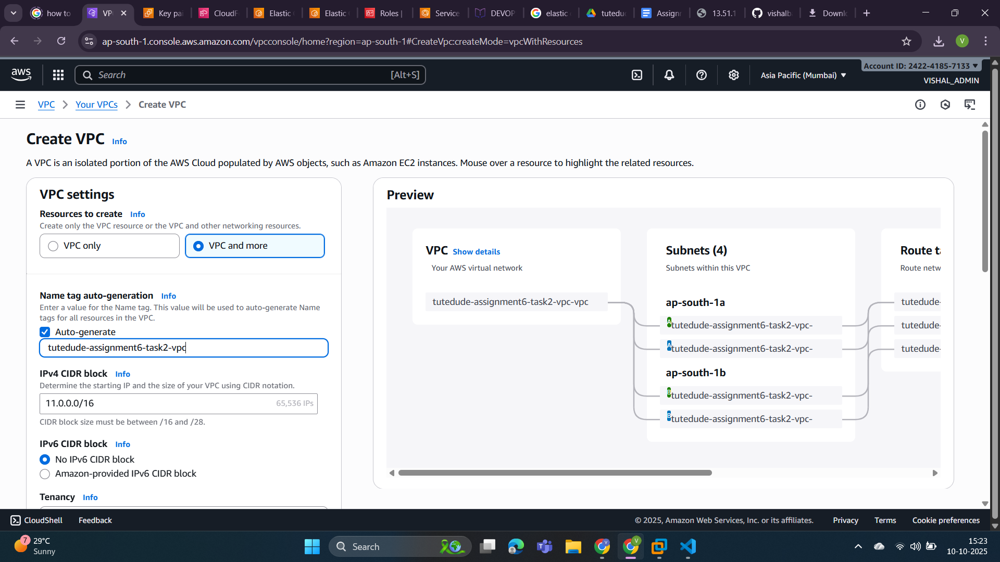 how to
VP
Key pai
CloudF
Elastic
Elastic
Roles |
Service
DEVOP
elastic
tutedu
Assignr
13.51.1
vishalb
Downlo
ap-south-1.console.aws.amazon.com/vpcconsole/home?region=ap-south-1#CreateVpc:createMode=vpcWithResources
V
aws
Search
[Alt+S]
Asia Pacific (Mumbai)
Account ID: 2422-4185-7133
VISHAL_ADMIN
VPC
Your VPCs
Create VPC
Create VPC Info
A VPC is an isolated portion of the AWS Cloud populated by AWS objects, such as Amazon EC2 instances. Mouse over a resource to highlight the related resources.
VPC settings
Resources to create Info
Create only the VPC resource or the VPC and other networking resources.
VPC only
VPC and more
Name tag auto-generation Info
Enter a value for the Name tag. This value will be used to auto-generate Name
tags for all resources in the VPC.
Auto-generate
tutedude-assignment6-task2-vpc
IPv4 CIDR block Info
Determine the starting IP and the size of your VPC using CIDR notation.
11.0.0.0/16
65,536 IPs
CIDR block size must be between /16 and /28.
IPv6 CIDR block Info
No IPv6 CIDR block
Amazon-provided IPv6 CIDR block
Tenancy Info
Preview
VPC Show details
Your AWS virtual network
tutedude-assignment6-task2-vpc-vpc
Subnets (4)
Subnets within this VPC
ap-south-1a
A tutedude-assignment6-task2-vpc-
A tutedude-assignment6-task2-vpc-
ap-south-1b
B tutedude-assignment6-task2-vpc-
B tutedude-assignment6-task2-vpc-
Route ta
Route netw
tutedude-
tutedude-
tutedude-
CloudShell
Feedback
© 2025, Amazon Web Services, Inc. or its affiliates.
Privacy
Terms
Cookie preferences
7
29°C
Sunny
Search
V
V
15:23
10-10-2025